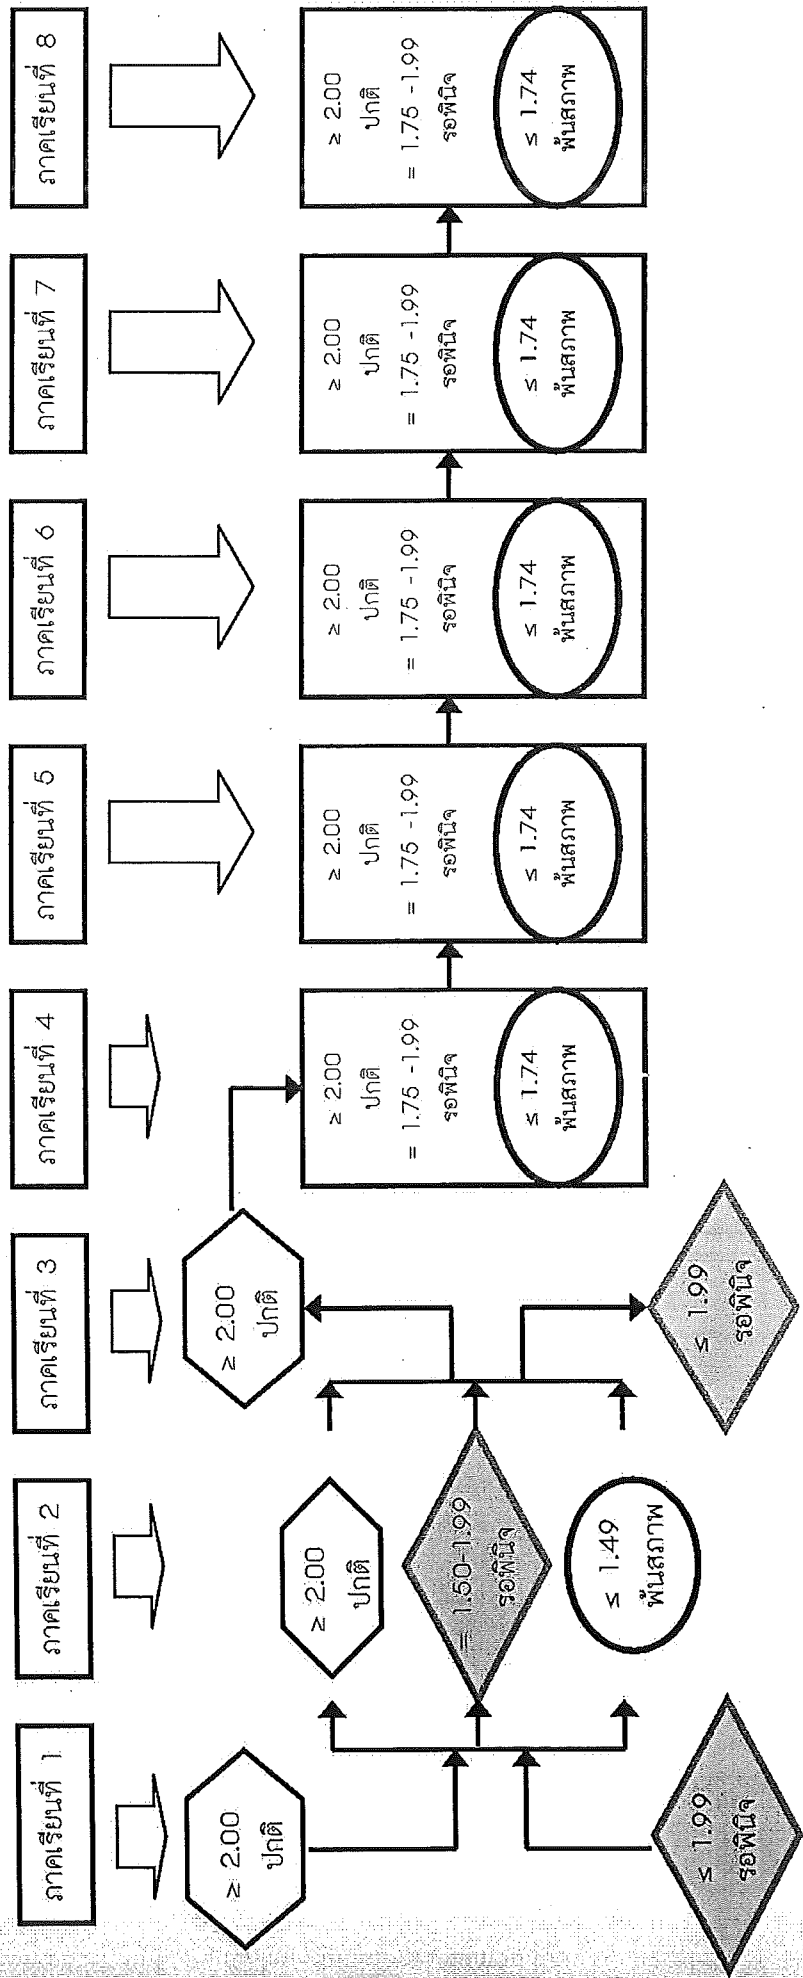 ภาคเรียนที่ 1
ภาคเรียนที่ 2
ภาคเรียนที่ 3
ภาคเรียนที่ 4
ภาคเรียนที่ 5
ภาคเรียนที่ 6
ภาคเรียนที่ 7
ภาคเรียนที่ 8
≥ 2.00
ปกติ
≤ 1.99
รอพินิจ
≥ 2.00
ปกติ
= 1.50-1.99
รอพินิจ
≤ 1.49
พ้นสภาพ
≥ 2.00
ปกติ
≤ 1.99
รอพินิจ
≥ 2.00
ปกติ
= 1.75 -1.99
รอพินิจ
≤ 1.74
พ้นสภาพ
≥ 2.00
ปกติ
= 1.75 -1.99
รอพินิจ
≤ 1.74
พ้นสภาพ
≥ 2.00
ปกติ
= 1.75 -1.99
รอพินิจ
≤ 1.74
พ้นสภาพ
≥ 2.00
ปกติ
= 1.75 -1.99
รอพินิจ
≤ 1.74
พ้นสภาพ
≥ 2.00
ปกติ
= 1.75 -1.99
รอพินิจ
≤ 1.74
พ้นสภาพ